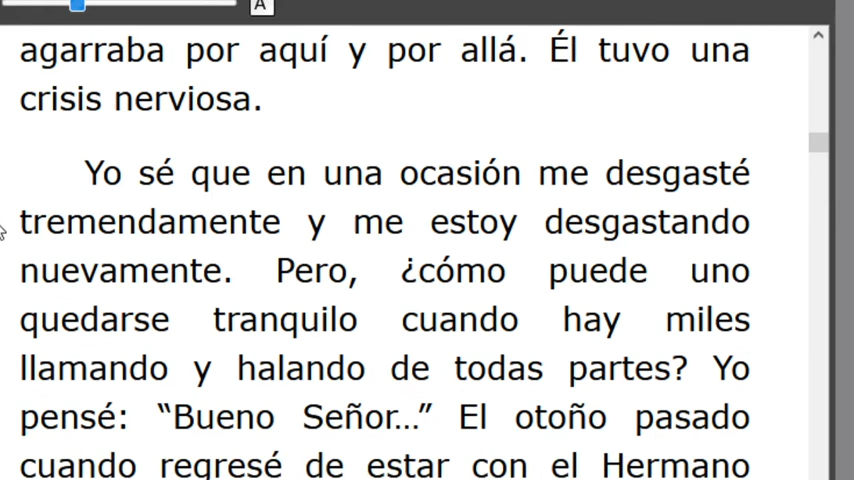 A
agarraba por aquí y por allá. Él tuvo una
crisis nerviosa.
Yo sé que en una ocasión me desgasté
tremendamente y me estoy desgastando
nuevamente. Pero, ¿cómo puede uno
quedarse tranquilo cuando hay miles
llamando y halando de todas partes? Yo
pensé: “Bueno Señor…” El otoño pasado
cuando regresé de estar con el Hermano